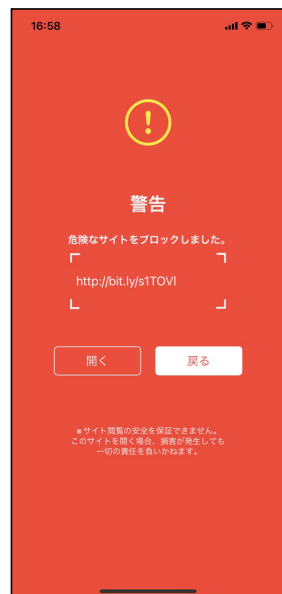 16:58
警告
危険なサイトをブロックしました。
http://bit.ly/s1TOVl
開く
戻る
※サイト閲覧の安全を保証できません。
このサイトを開く場合、損害が発生しても
一切の責任を負いかねます。